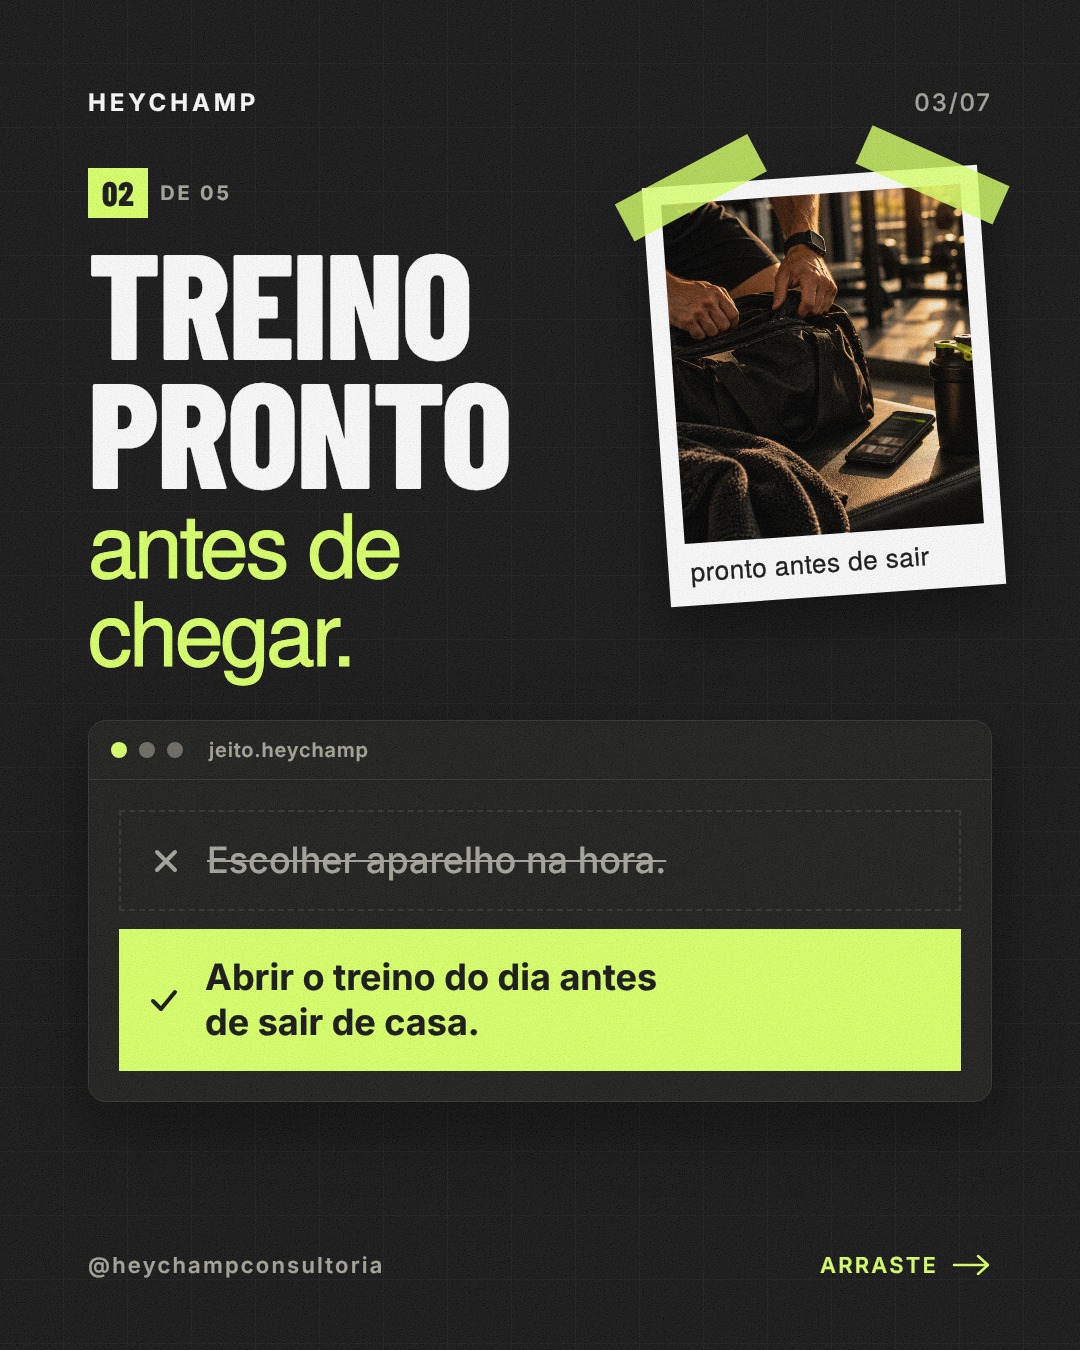 HEYCHAMP
03/07
02 DE 05
TREINO
PRONTO
antes de
chegar.
pronto antes de sair
jeito.heychamp
Escolher aparelho na hora.
Abrir o treino do dia antes
de sair de casa.
@heychampconsultoria
ARRASTE